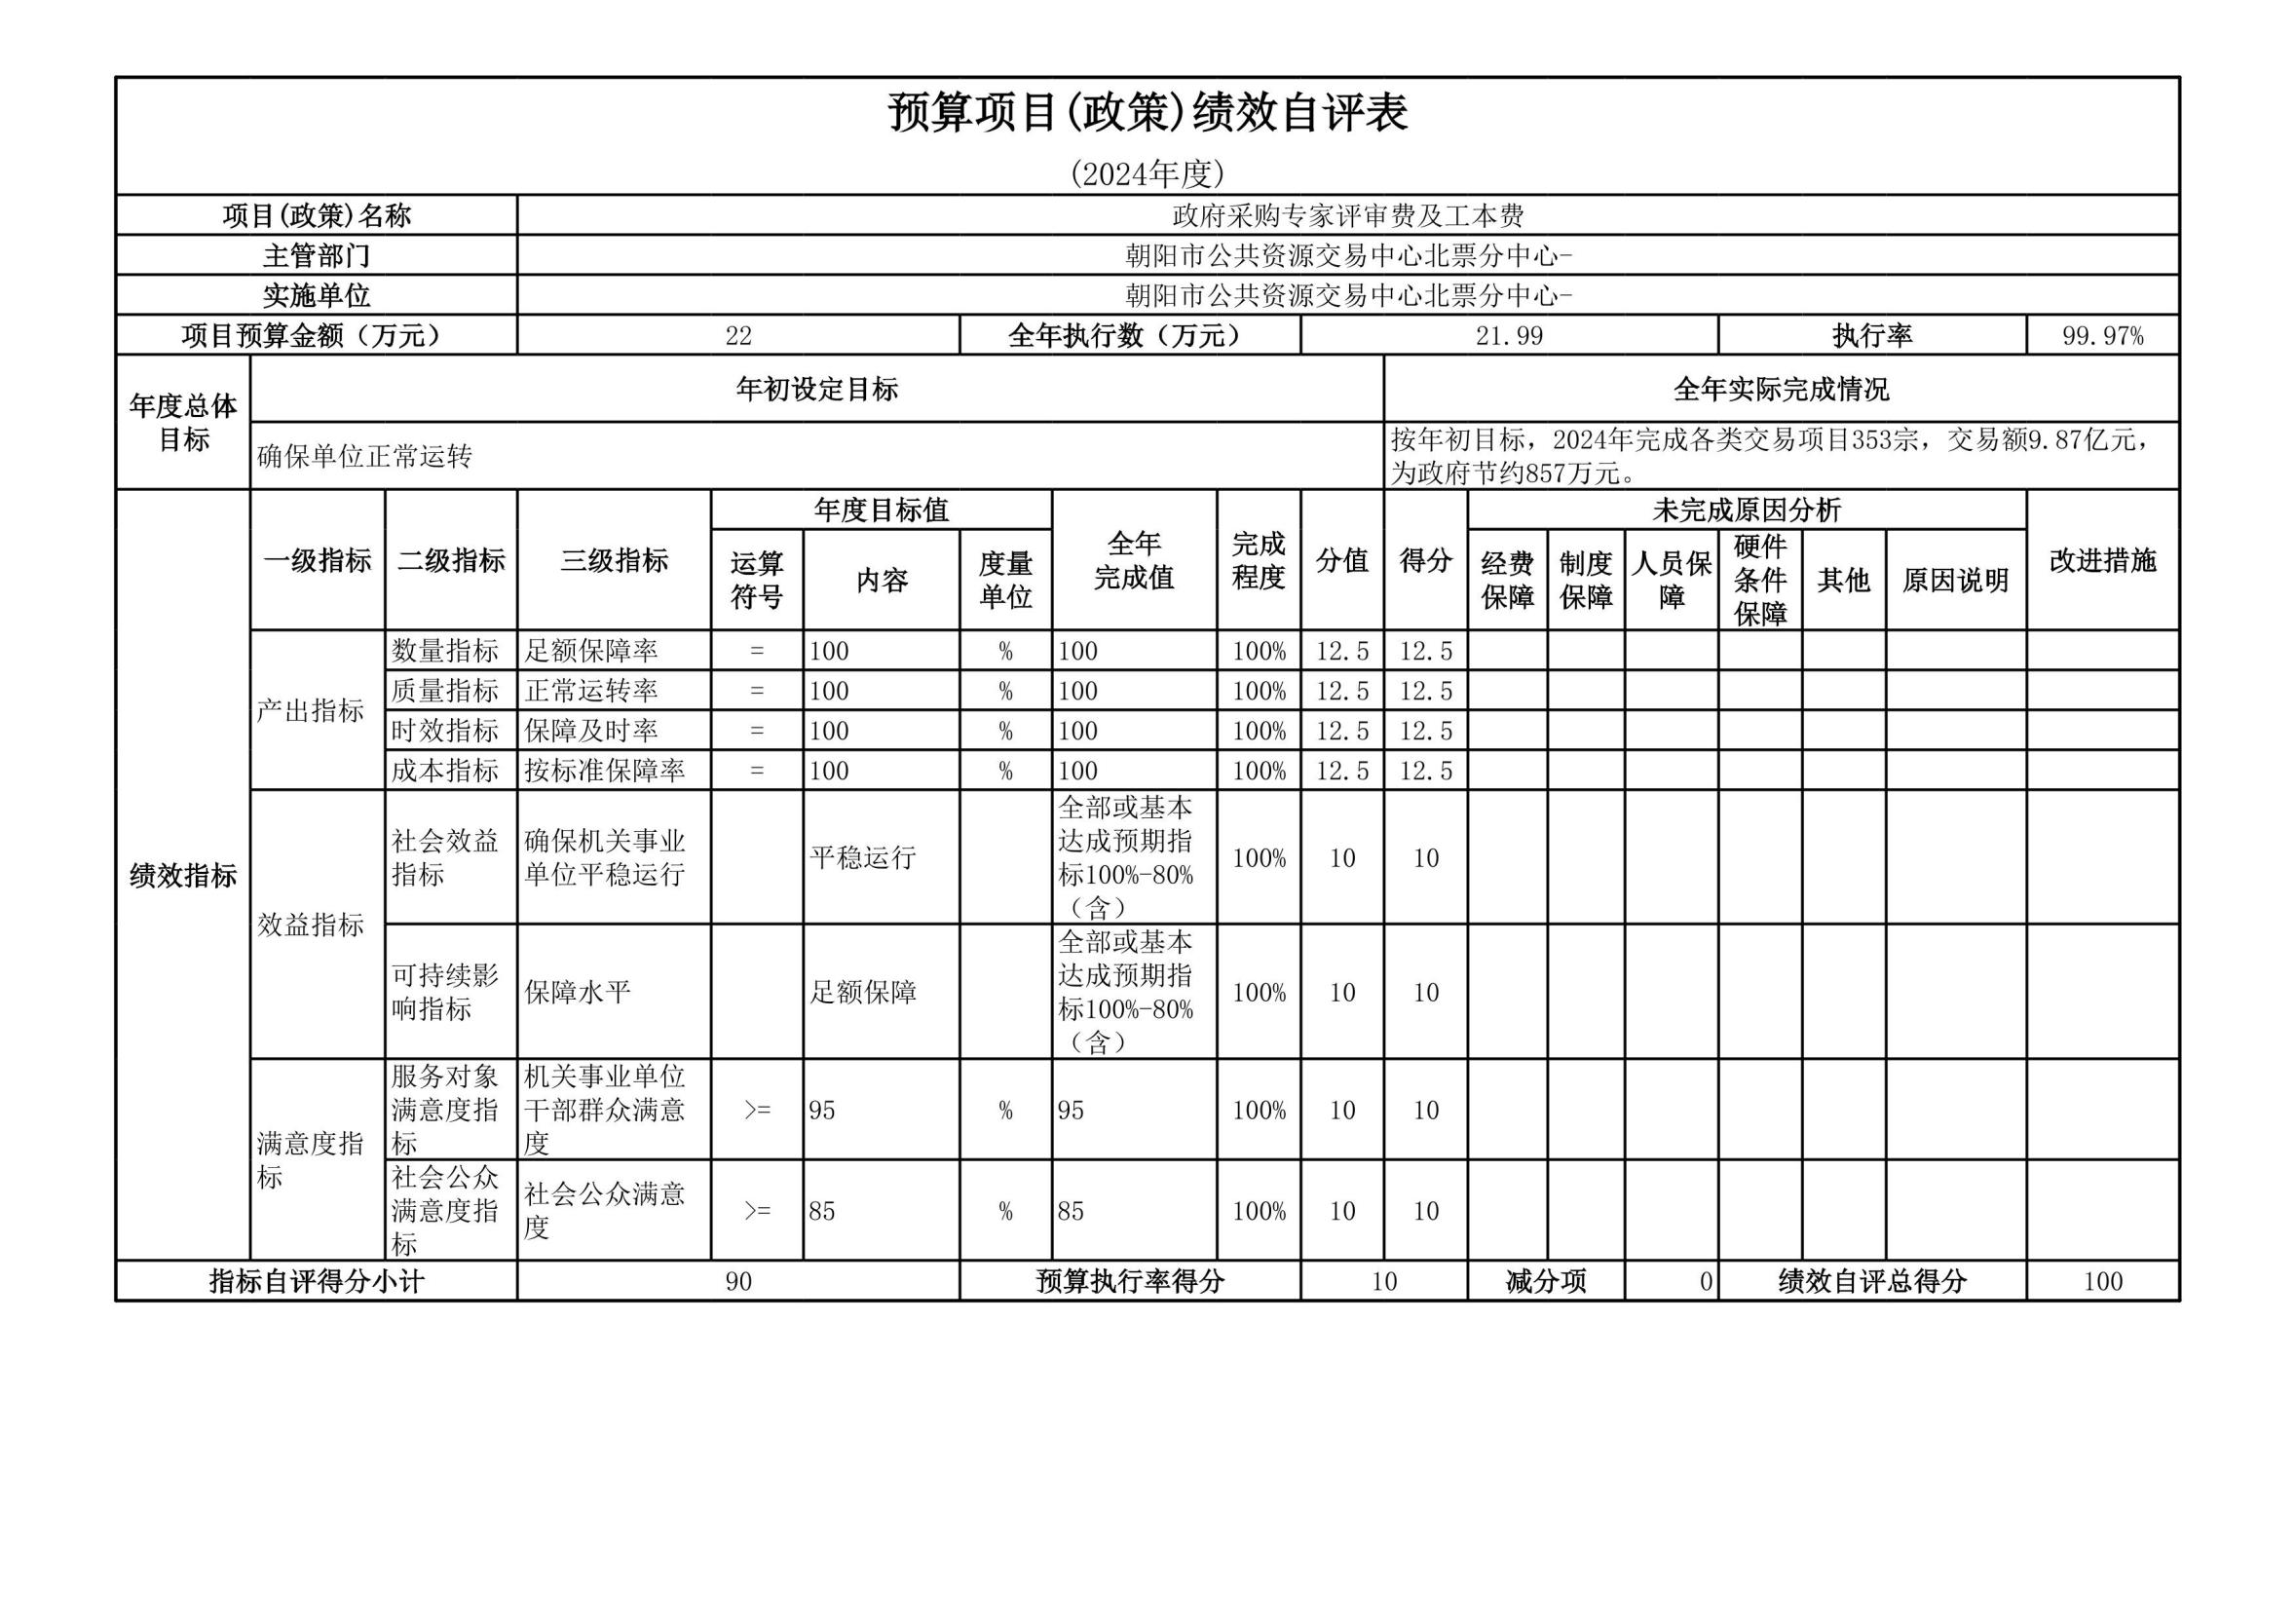 预算项目(政策)绩效自评表
(2024年度)
项目(政策)名称 政府采购专家评审费及工本费
主管部门 朝阳市公共资源交易中心北票分中心-
实施单位 朝阳市公共资源交易中心北票分中心-
项目预算金额（万元） 22 全年执行数（万元） 21.99 执行率 99.97%
年度总体
目标
年初设定目标 全年实际完成情况
确保单位正常运转
按年初目标，2024年完成各类交易项目353宗，交易额9.87亿元，
为政府节约857万元。
绩效指标
一级指标 二级指标 三级指标
年度目标值
运算
符号
内容
度量
单位
全年
完成值
完成
程度
分值 得分
未完成原因分析
经费
保障
制度
保障
人员保
障
硬件
条件
保障
其他 原因说明
改进措施
产出指标
数量指标 足额保障率 = 100 % 100 100% 12.5 12.5
质量指标 正常运转率 = 100 % 100 100% 12.5 12.5
时效指标 保障及时率 = 100 % 100 100% 12.5 12.5
成本指标 按标准保障率 = 100 % 100 100% 12.5 12.5
效益指标
社会效益
指标
确保机关事业
单位平稳运行
平稳运行
全部或基本
达成预期指
标100%-80%
（含）
100% 10 10
可持续影
响指标
保障水平
足额保障
全部或基本
达成预期指
标100%-80%
（含）
100% 10 10
满意度指
标
服务对象
满意度指
标
机关事业单位
干部群众满意
度
>= 95 % 95 100% 10 10
社会公众
满意度指
标
社会公众满意
度
>= 85 % 85 100% 10 10
指标自评得分小计 90 预算执行率得分 10 减分项 0 绩效自评总得分 100